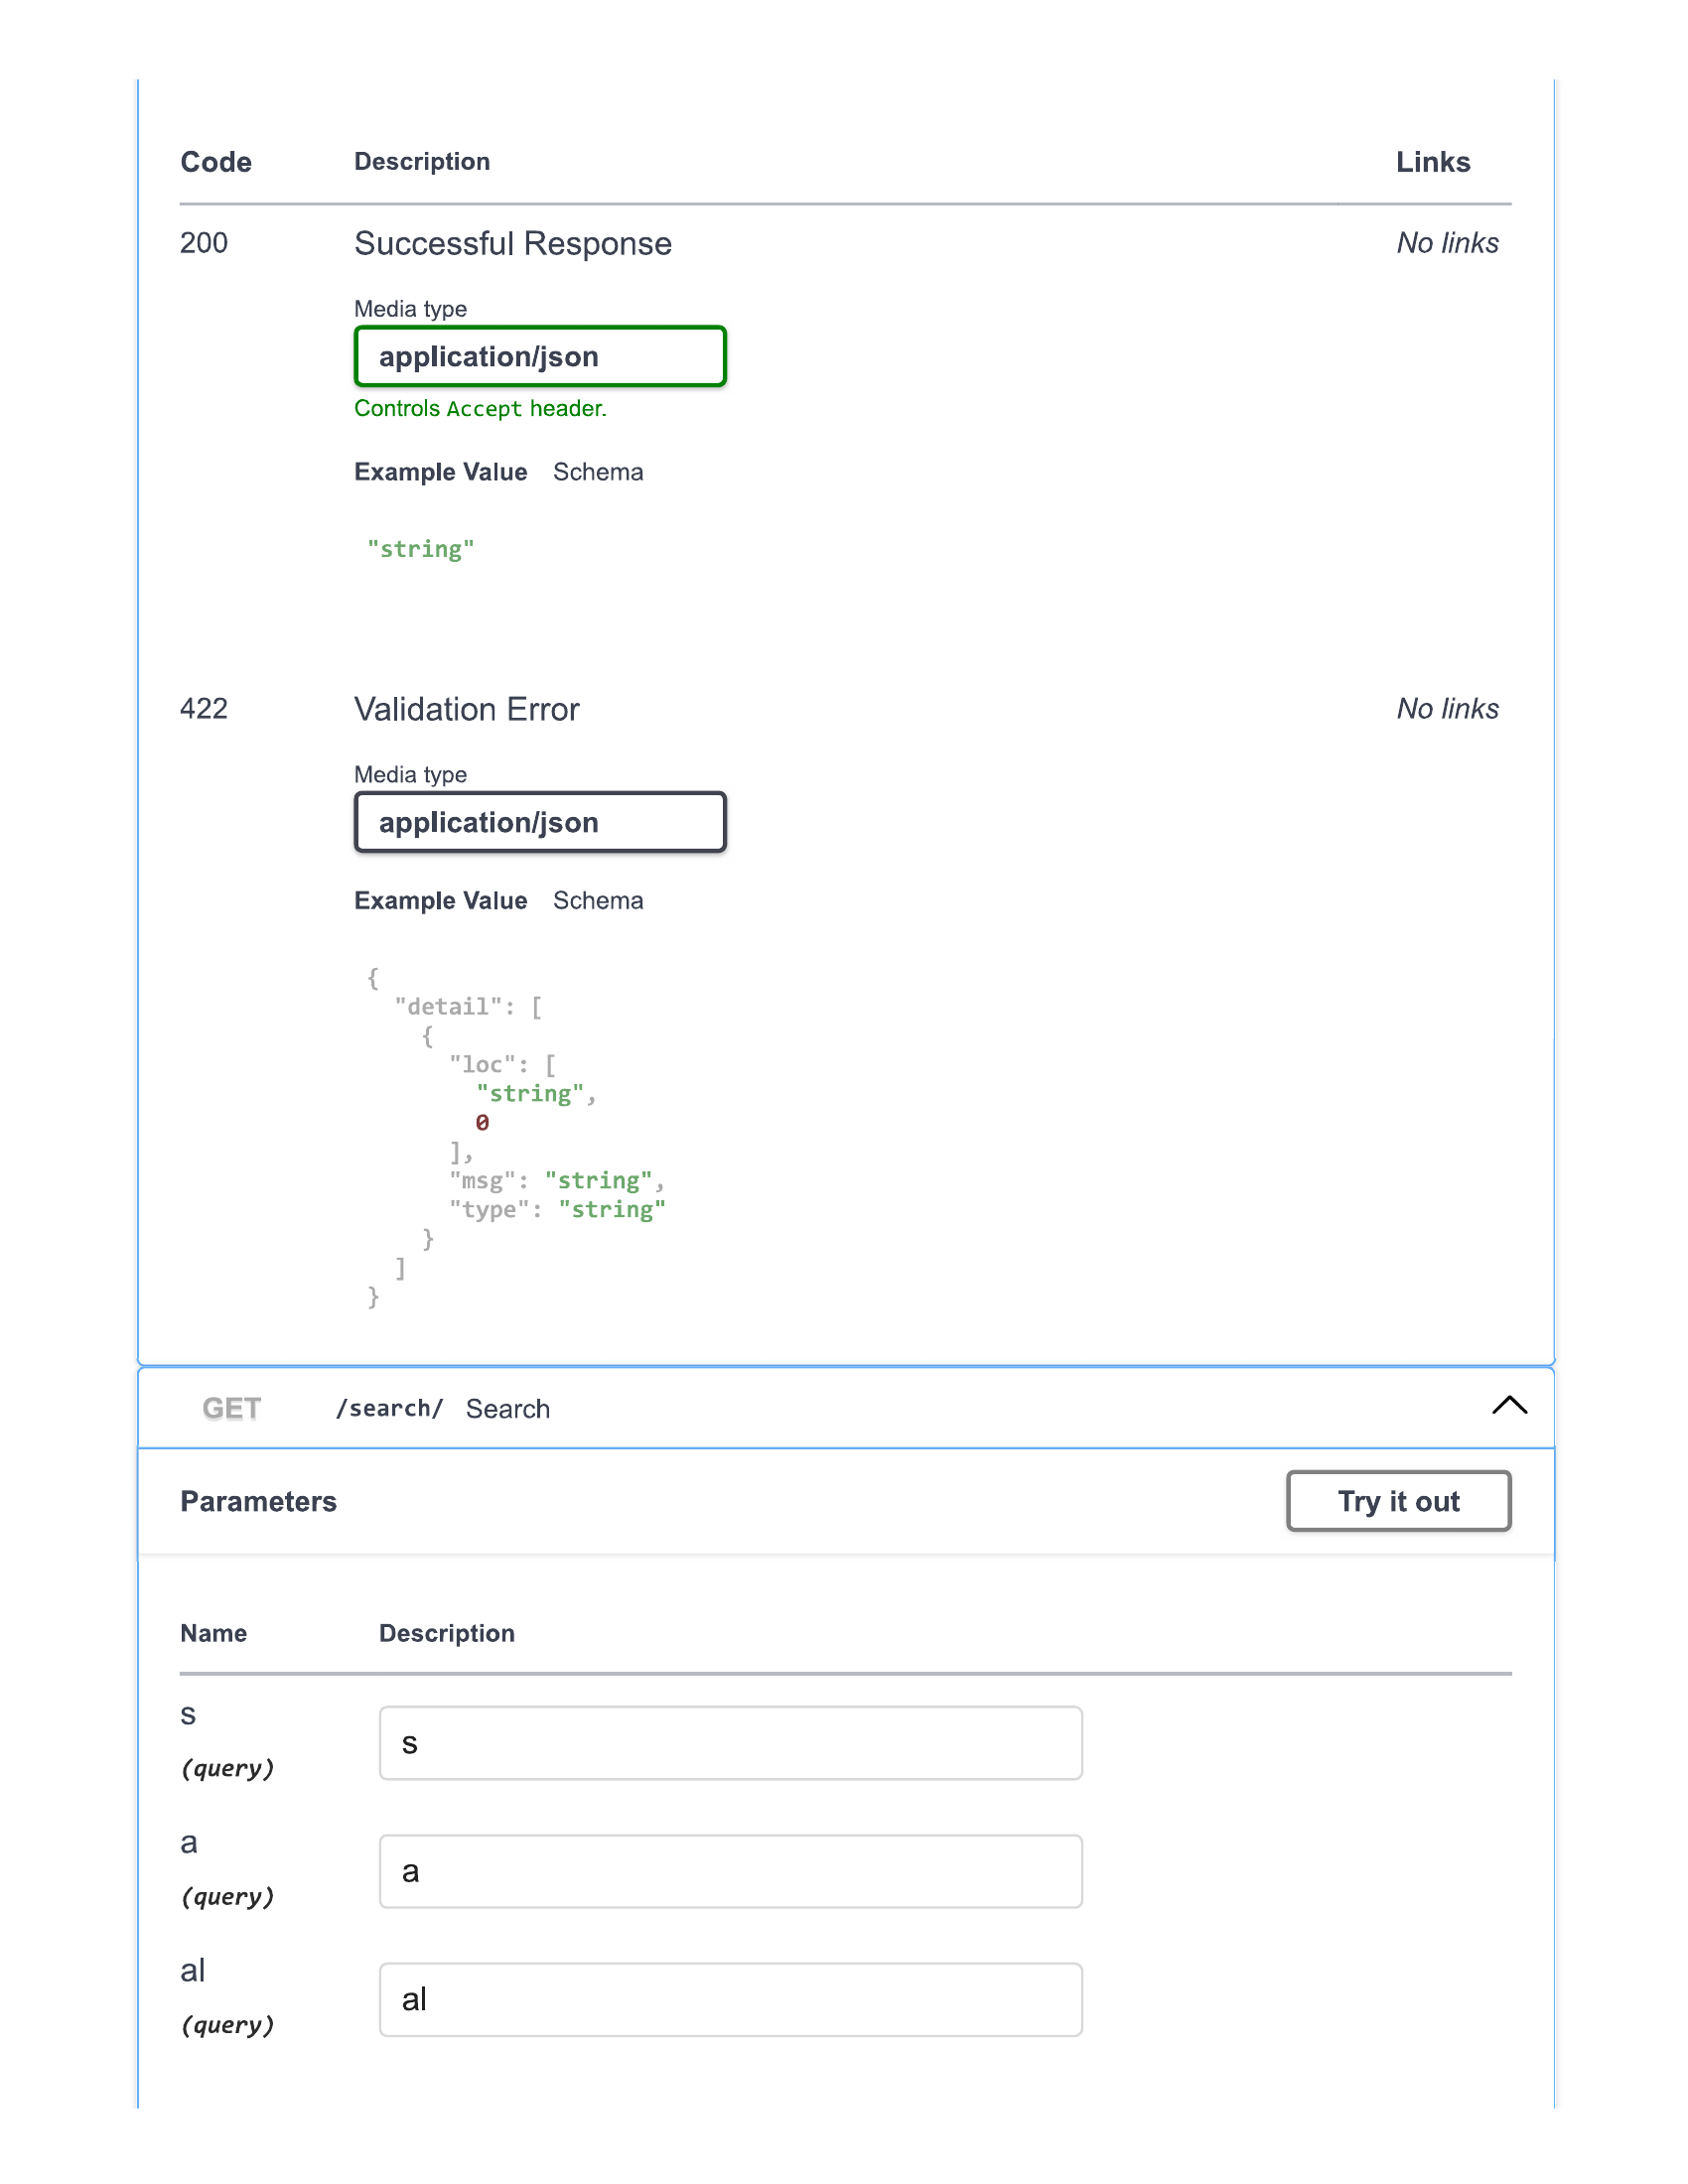 Code Description Links
200 Successful Response No links
Media type
application/json
Controls Accept header.
Example Value Schema
"string"
422 Validation Error No links
Media type
application/json
Example Value Schema
{
  "detail": [
    {
      "loc": [
        "string",
        0
      ],
      "msg": "string",
      "type": "string"
    }
  ]
}
GET /search/ Search
Parameters Try it out
Name Description
s
s
(query)
a
a
(query)
al
al
(query)